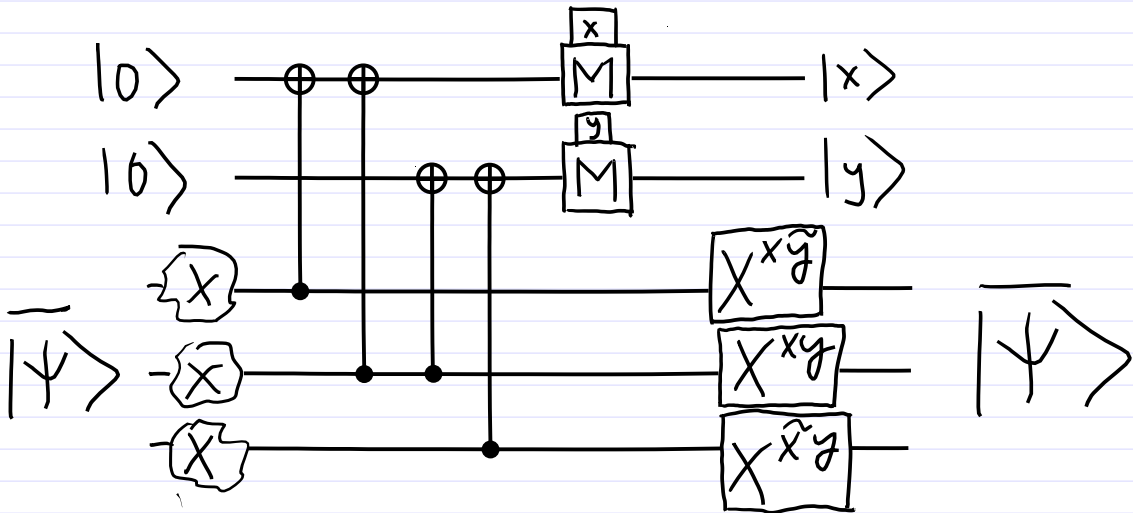 |0⟩ x M |x⟩
|0⟩ y M |y⟩
X X^{xỹ}
|Ψ̅⟩ X X^{xy} |Ψ̅⟩
X X^{x̃y}